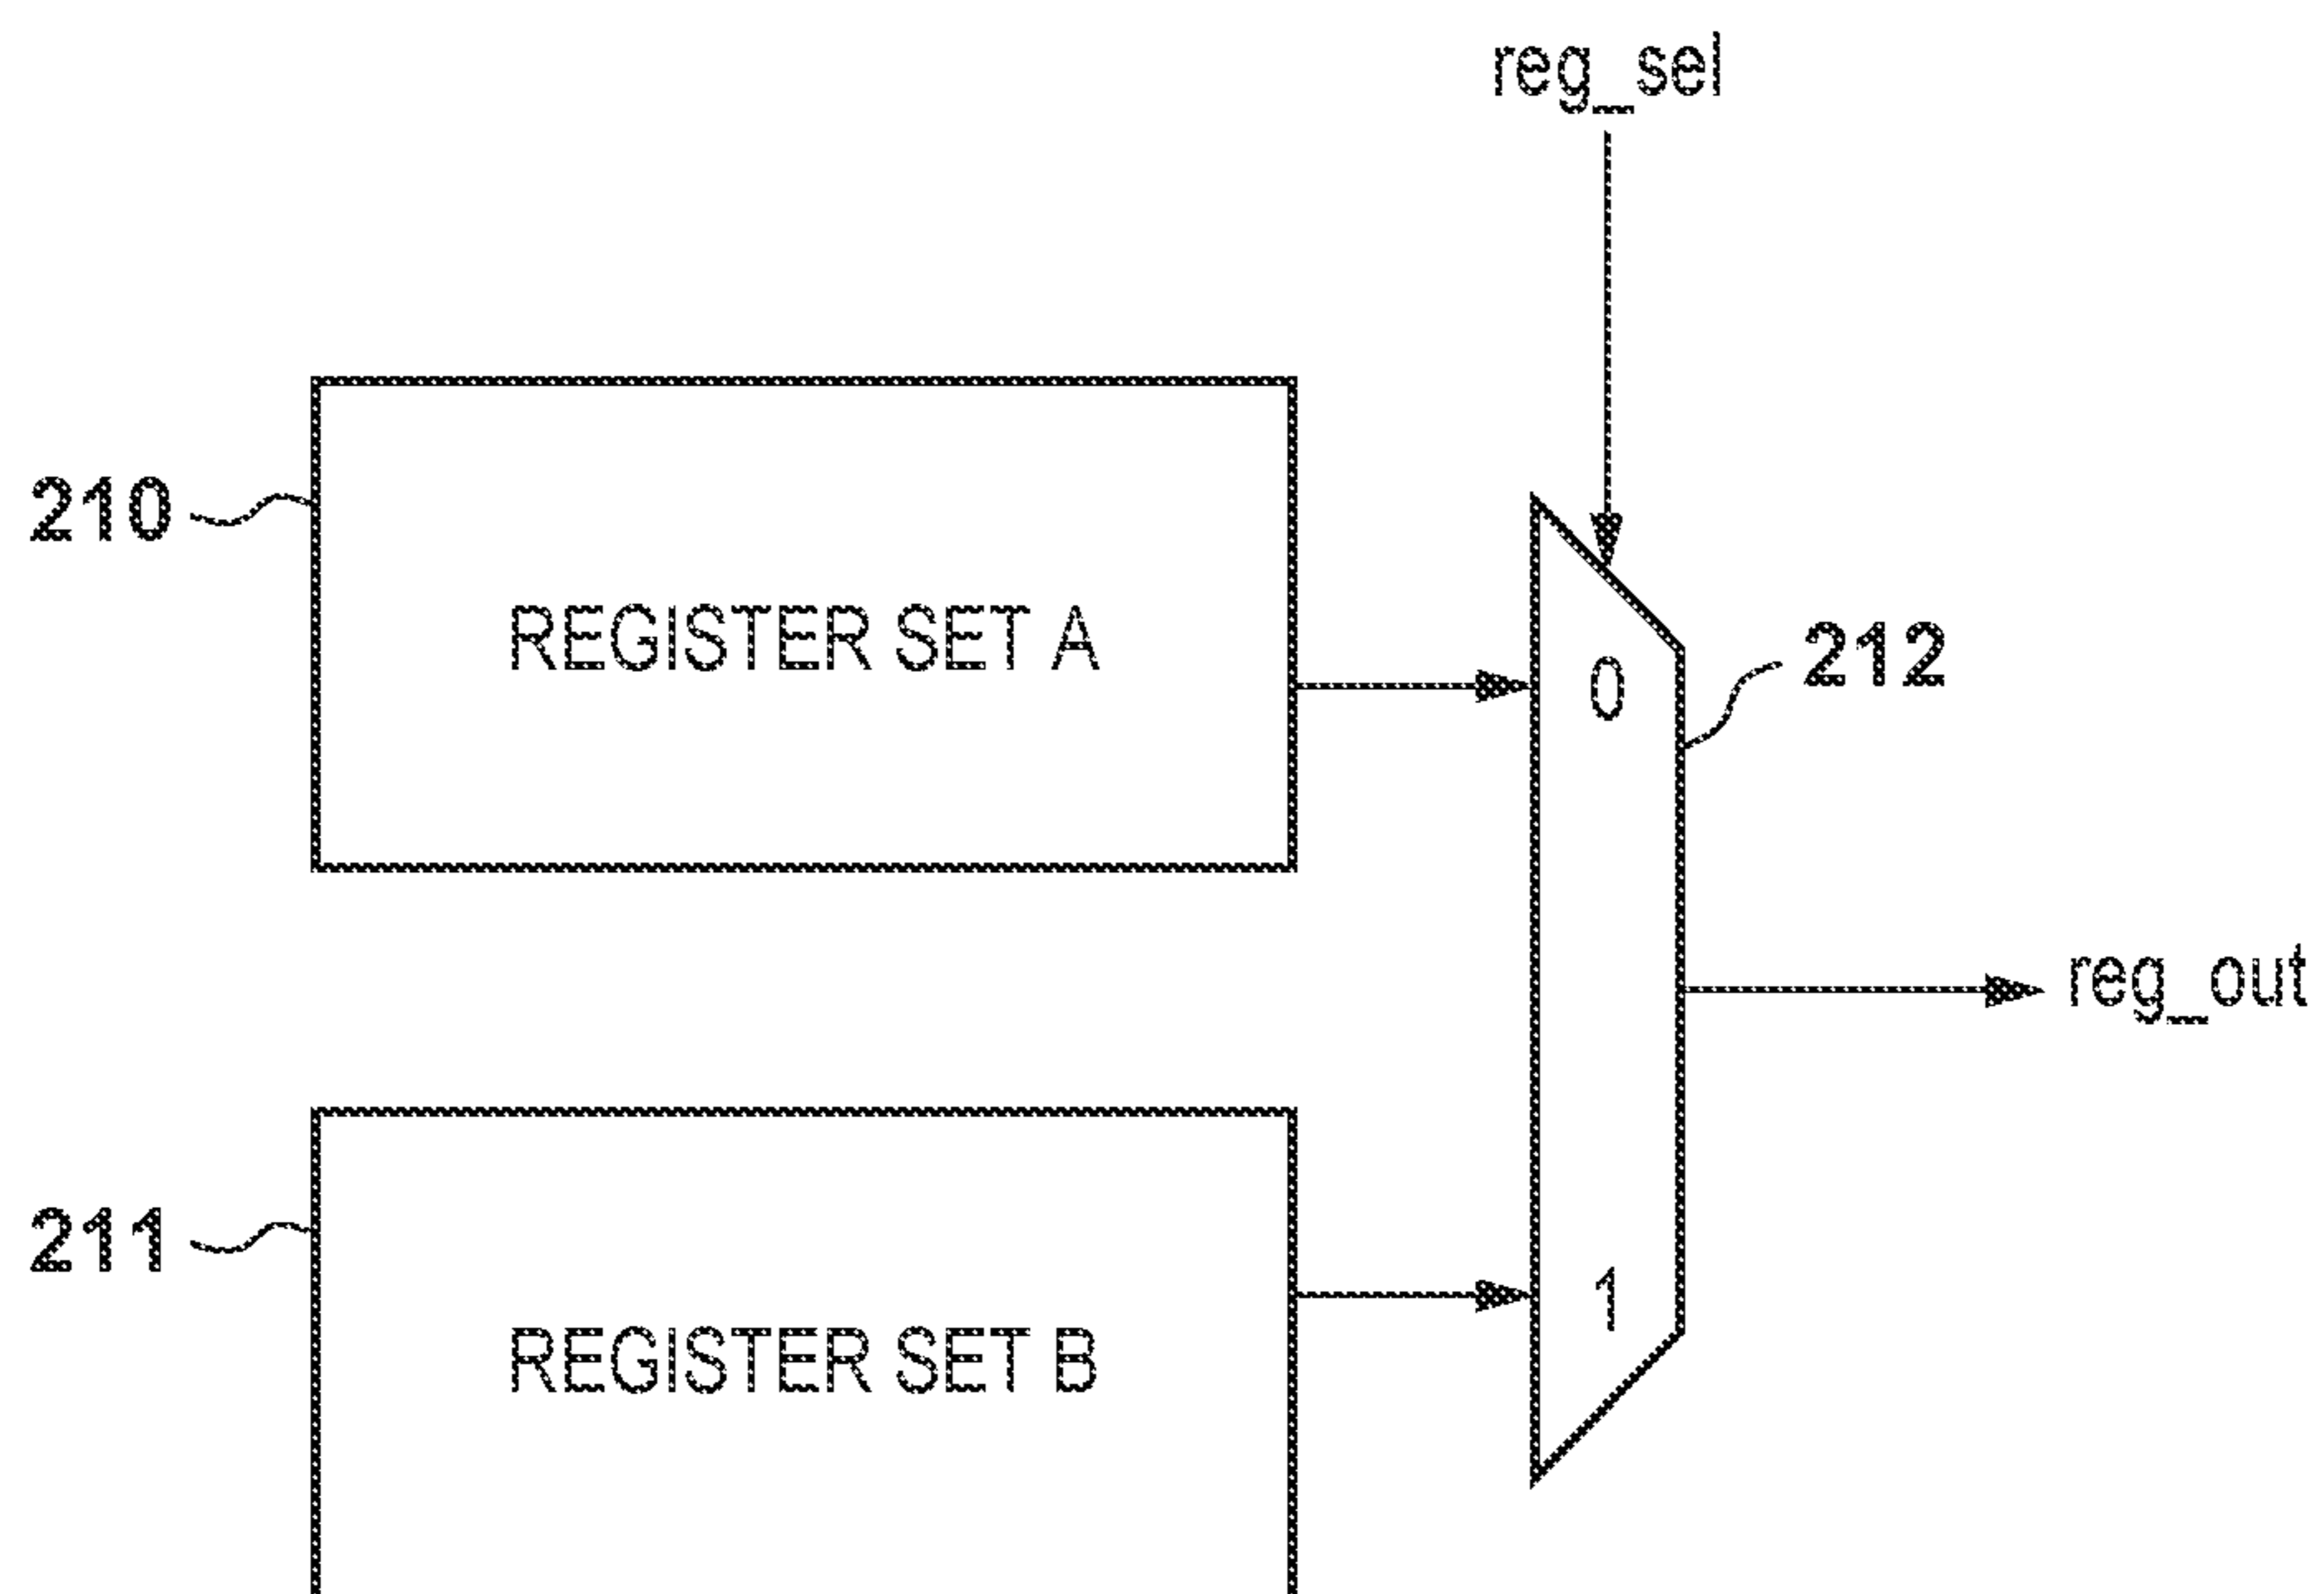 reg_sel
210
REGISTER SET A
0
212
reg_out
211
1
REGISTER SET B